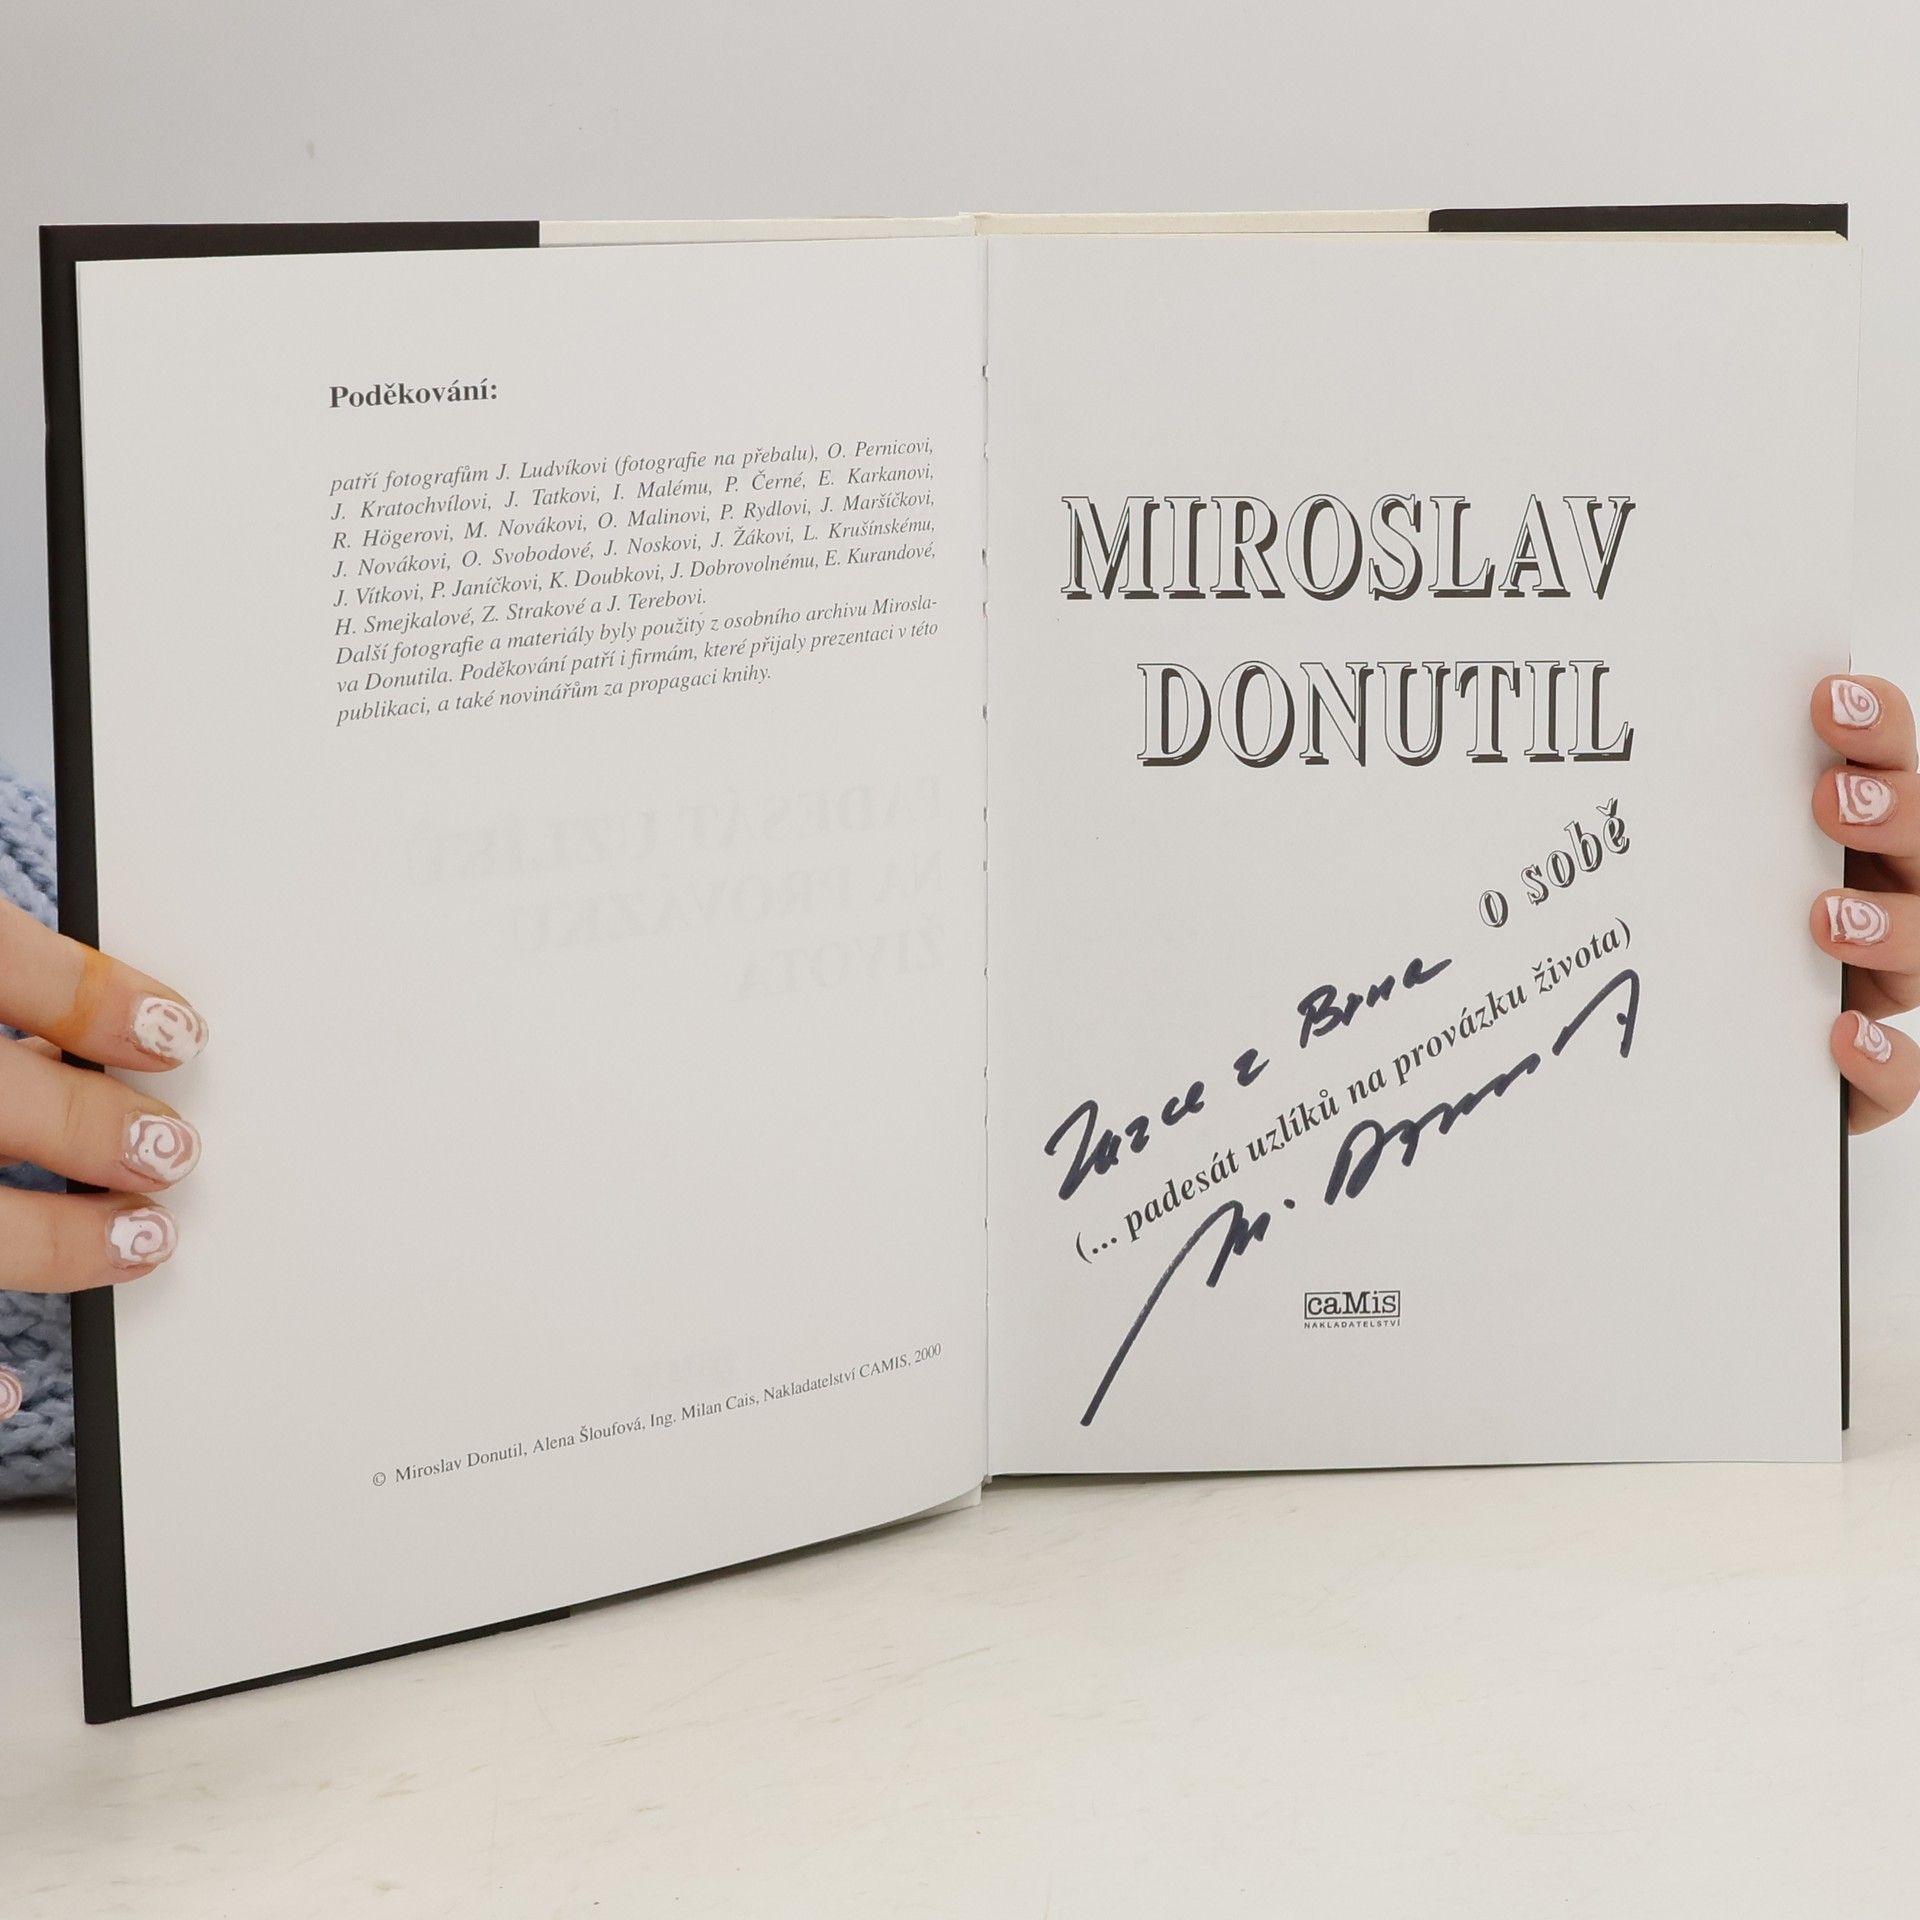 Poděkování:
patří fotografům J. Ludvíkovi (fotografie na přebalu), O. Pernicovi,
J. Kratochvílovi, J. Tatkovi, I. Malému, P. Černé, E. Karkanovi,
R. Högerovi, M. Novákovi, O. Malinovi, P. Rydlovi, J. Maršíčkovi,
J. Novákovi, O. Svobodové, J. Noskovi, J. Žákovi, L. Krušínskému,
J. Vítkovi, P. Janíčkovi, K. Doubkovi, J. Dobrovolnému, E. Kurandové,
H. Smejkalové, Z. Strakové a J. Terebovi.
Další fotografie a materiály byly použity z osobního archivu Mirosla-
va Donutila. Poděkování patří i firmám, které přijaly prezentaci v této
publikaci, a také novinářům za propagaci knihy.
© Miroslav Donutil, Alena Šloufová, Ing. Milan Cais, Nakladatelství CAMIS, 2000
MIROSLAV
DONUTIL
o sobě
z Brna
(... padesát uzlíků na provázku života)
M. Donutil
caMis
NAKLADATELSTVÍ